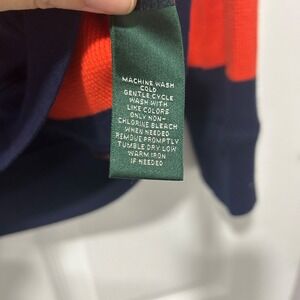 MACHINE WASH
COLD
GENTLE CYCLE
WASH WITH
LIKE COLORS
ONLY NON-
CHLORINE BLEACH
WHEN NEEDED
REMOVE PROMPTLY
TUMBLE DRY LOW
WARM IRON
IF NEEDED